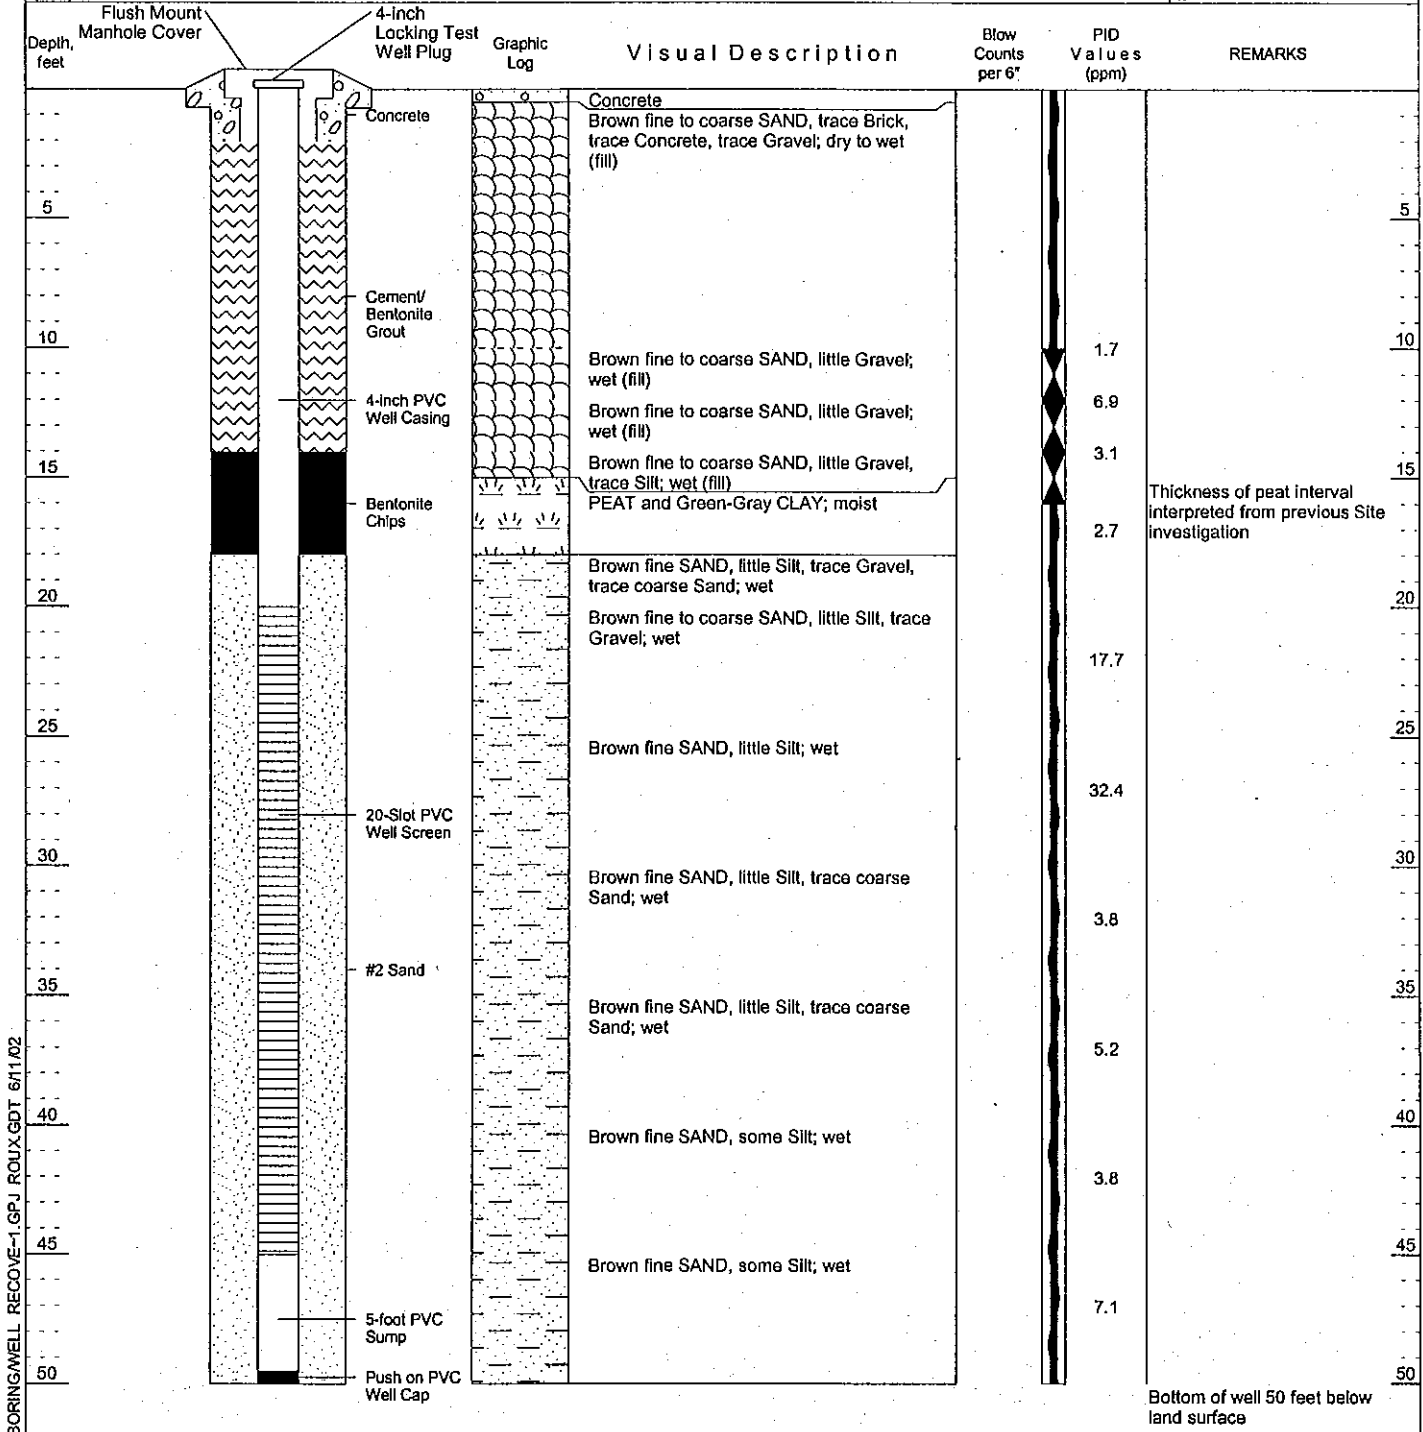 Flush Mount
Manhole Cover
4-inch
Locking Test
Well Plug
Depth,
feet
Graphic
Log
Visual Description
Blow
Counts
per 6"
PID
Values
(ppm)
REMARKS
Concrete
Concrete
Brown fine to coarse SAND, trace Brick,
trace Concrete, trace Gravel; dry to wet
(fill)
5
5
Cement/
Bentonite
Grout
10
10
1.7
Brown fine to coarse SAND, little Gravel;
wet (fill)
4-inch PVC
Well Casing
Brown fine to coarse SAND, little Gravel;
wet (fill)
6.9
3.1
15
15
Brown fine to coarse SAND, little Gravel,
trace Silt; wet (fill)
Bentonite
Chips
PEAT and Green-Gray CLAY; moist
2.7
Thickness of peat interval
interpreted from previous Site
investigation
Brown fine SAND, little Silt, trace Gravel,
trace coarse Sand; wet
20
20
Brown fine to coarse SAND, little Silt, trace
Gravel; wet
17.7
25
25
Brown fine SAND, little Silt; wet
32.4
20-Slot PVC
Well Screen
30
30
Brown fine SAND, little Silt, trace coarse
Sand; wet
3.8
#2 Sand
35
35
Brown fine SAND, little Silt, trace coarse
Sand; wet
5.2
40
40
Brown fine SAND, some Silt; wet
3.8
45
45
Brown fine SAND, some Silt; wet
7.1
5-foot PVC
Sump
Push on PVC
Well Cap
50
50
Bottom of well 50 feet below
land surface
BORING/WELL RECOVE~1.GPJ ROUX.GDT 6/11/02